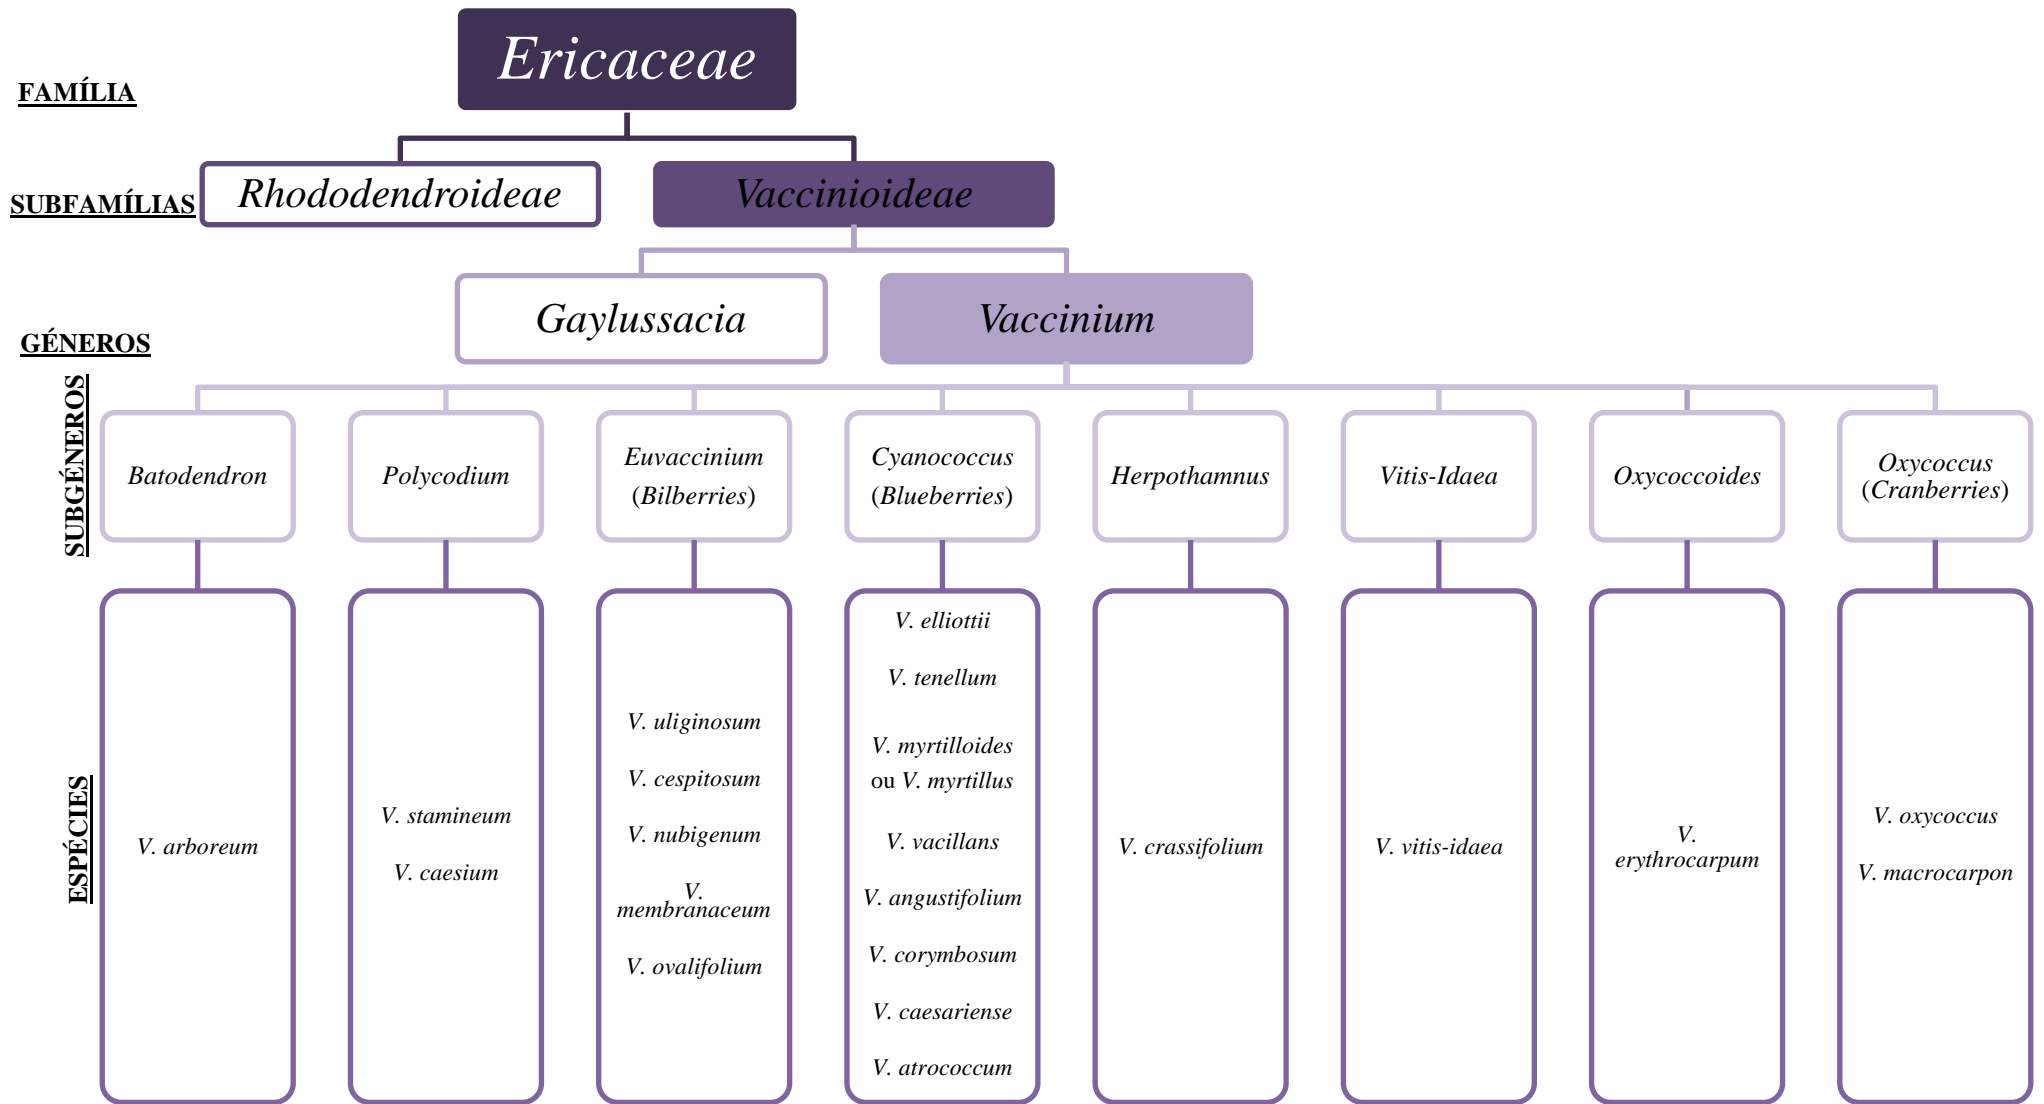 Ericaceae
FAMÍLIA
SUBFAMÍLIAS
Rhododendroideae
Vaccinioideae
GÉNEROS
Gaylussacia
Vaccinium
SUBGÉNEROS
Batodendron
Polycodium
Euvaccinium
(Bilberries)
Cyanococcus
(Blueberries)
Herpothamnus
Vitis-Idaea
Oxycoccoides
Oxycoccus
(Cranberries)
ESPÉCIES
V. arboreum
V. stamineum
V. caesium
V. uliginosum
V. cespitosum
V. nubigenum
V.
membranaceum
V. ovalifolium
V. elliottii
V. tenellum
V. myrtilloides
ou V. myrtillus
V. vacillans
V. angustifolium
V. corymbosum
V. caesariense
V. atrococcum
V. crassifolium
V. vitis-idaea
V.
erythrocarpum
V. oxycoccus
V. macrocarpon